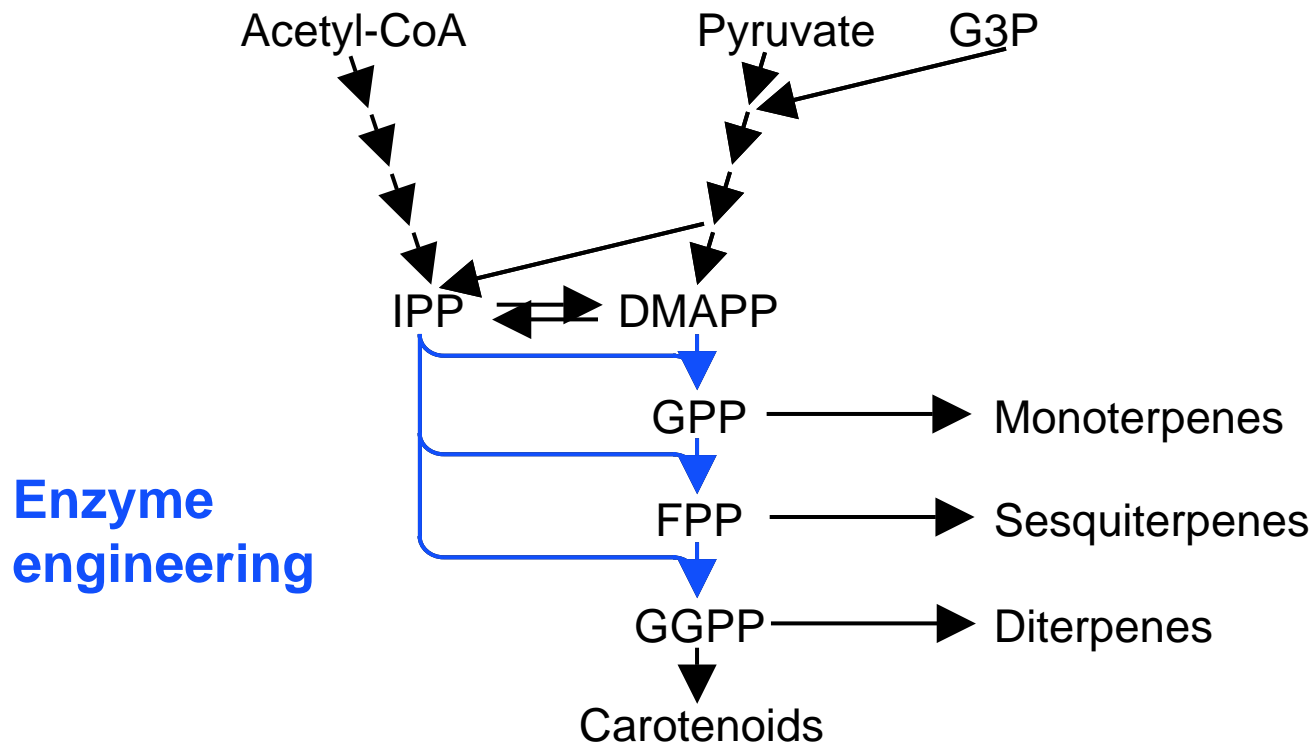 Acetyl-CoA
Pyruvate
G3P
IPP
DMAPP
GPP
Monoterpenes
Enzyme
engineering
FPP
Sesquiterpenes
GGPP
Diterpenes
Carotenoids